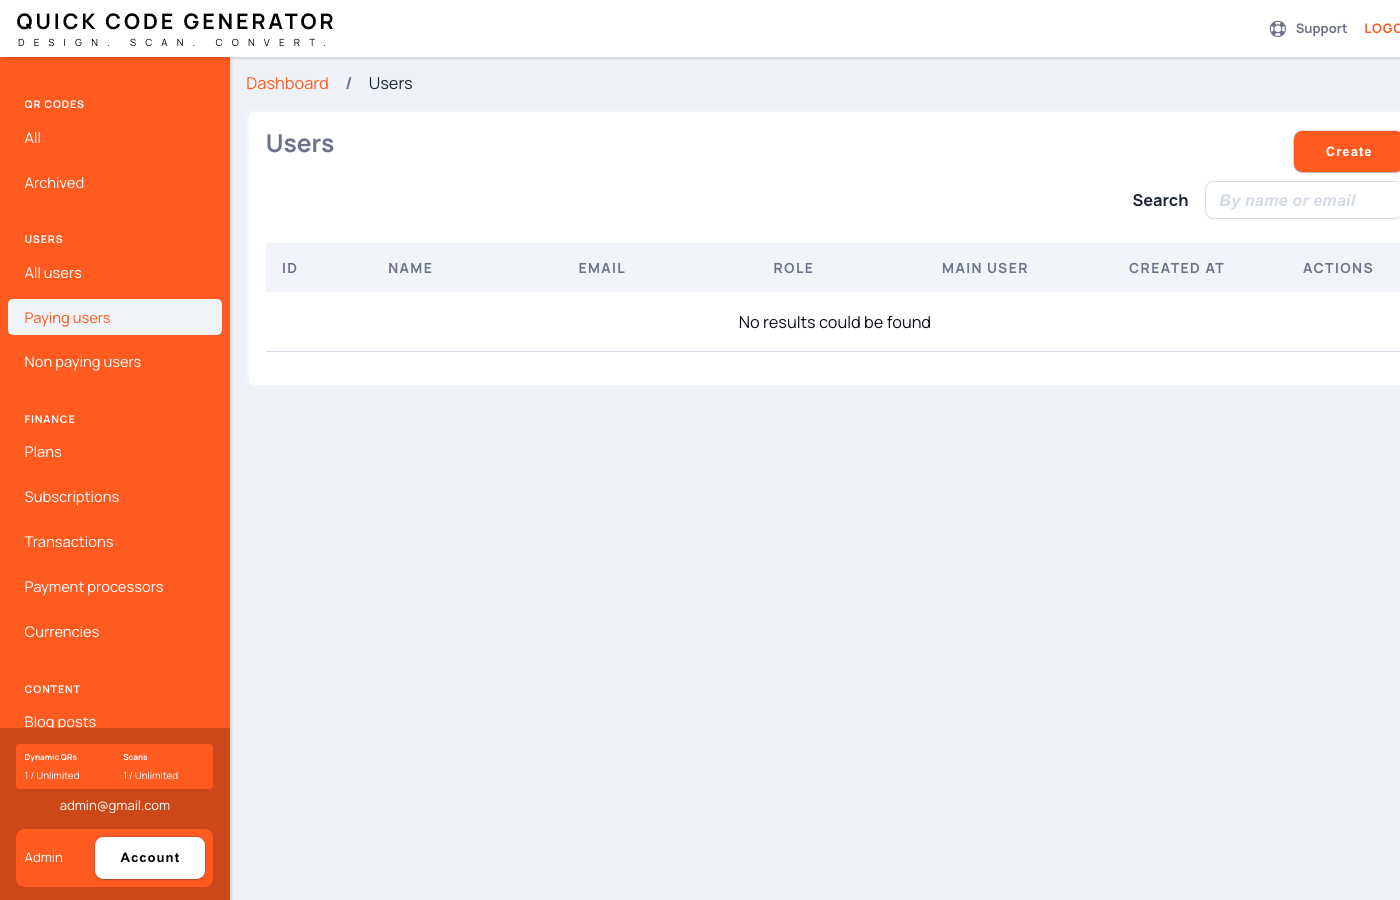 QUICK CODE GENERATOR
DESIGN. SCAN. CONVERT.
Support
QR CODES
All
Archived
USERS
All users
Paying users
Non paying users
FINANCE
Plans
Subscriptions
Transactions
Payment processors
Currencies
CONTENT
Blog posts
Dynamic QRs Scans
1 / Unlimited 1 / Unlimited
admin@gmail.com
Admin Account
Dashboard / Users
Users
Create
Search By name or email
ID NAME EMAIL ROLE MAIN USER CREATED AT ACTIONS
No results could be found